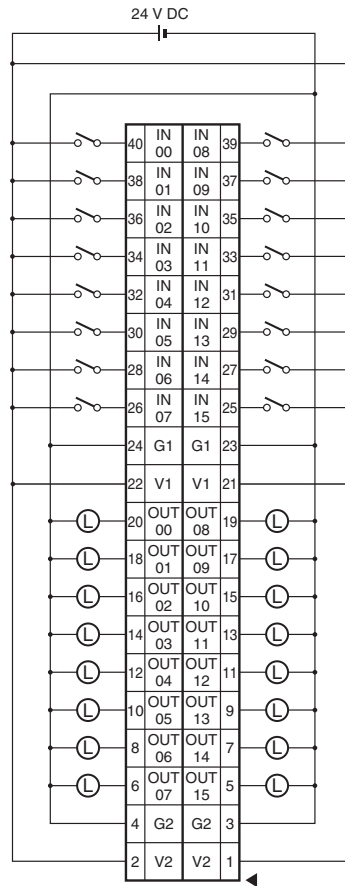 24 V DC
40 IN 00 IN 08 39
38 IN 01 IN 09 37
36 IN 02 IN 10 35
34 IN 03 IN 11 33
32 IN 04 IN 12 31
30 IN 05 IN 13 29
28 IN 06 IN 14 27
26 IN 07 IN 15 25
24 G1 G1 23
22 V1 V1 21
L 20 OUT 00 OUT 08 19 L
L 18 OUT 01 OUT 09 17 L
L 16 OUT 02 OUT 10 15 L
L 14 OUT 03 OUT 11 13 L
L 12 OUT 04 OUT 12 11 L
L 10 OUT 05 OUT 13 9 L
L 8 OUT 06 OUT 14 7 L
L 6 OUT 07 OUT 15 5 L
4 G2 G2 3
2 V2 V2 1